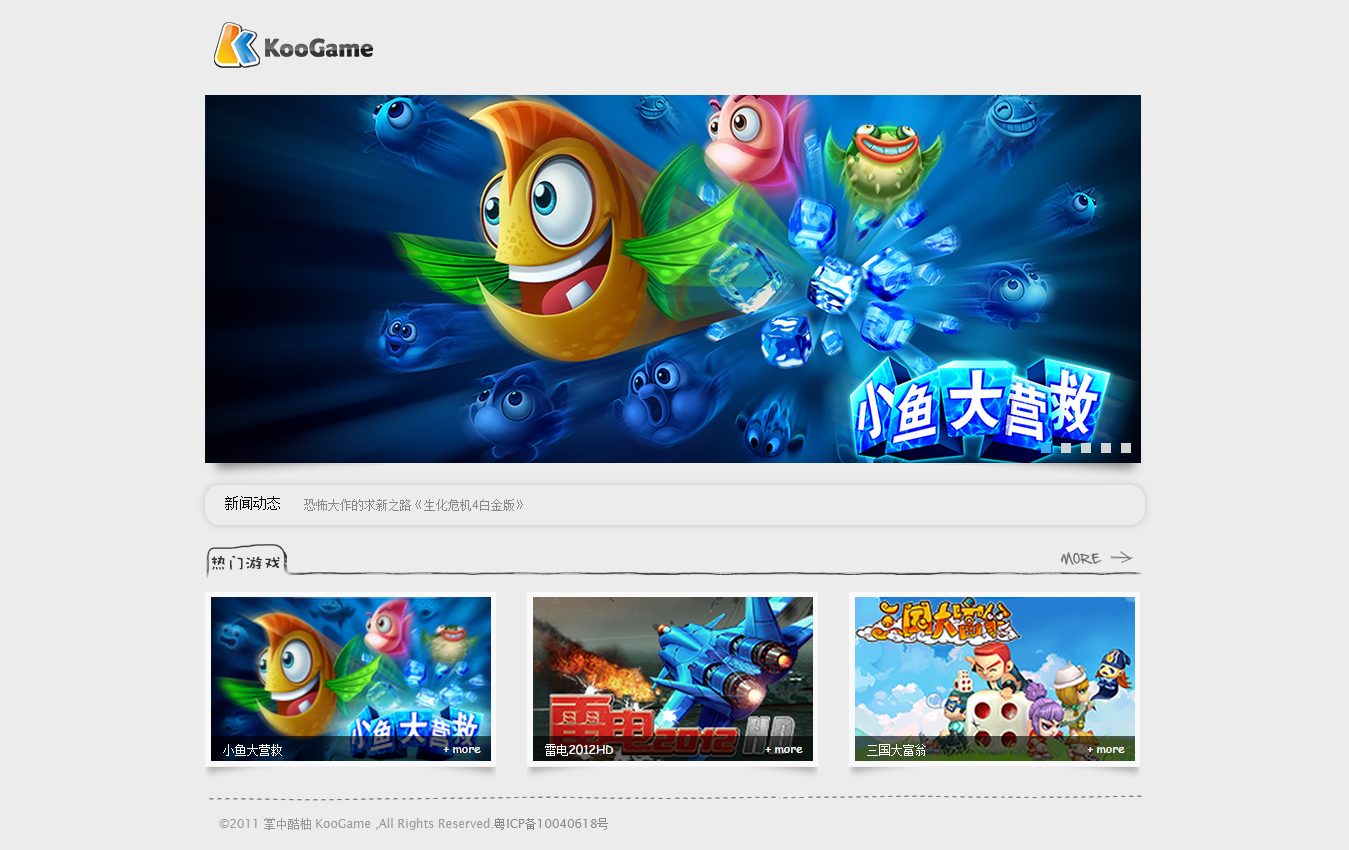 KooGame
小鱼大营救
新闻动态 恐怖大作的求新之路《生化危机4白金版》
热门游戏 MORE
小鱼大营救
雷电2012HD
三国大富翁
小鱼大营救 + more
雷电2012HD + more
三国大富翁 + more
©2011 掌中酷柚 KooGame ,All Rights Reserved.粤ICP备10040618号